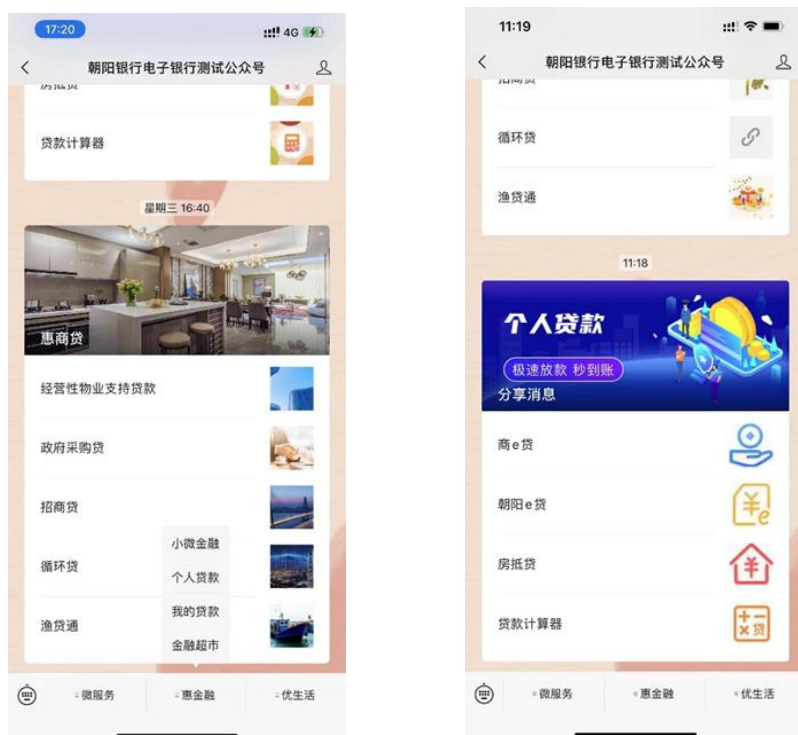 17:20
4G
朝阳银行电子银行测试公众号
房抵贷
贷款计算器
星期三 16:40
惠商贷
经营性物业支持贷款
政府采购贷
招商贷
循环贷
渔货通
小微金融
个人贷款
我的贷款
金融超市
微服务
惠金融
优生活
11:19
朝阳银行电子银行测试公众号
招商贷
循环贷
渔货通
11:18
个人贷款
极速放款 秒到账
分享消息
商e贷
朝阳e贷
房抵贷
贷款计算器
微服务
惠金融
优生活